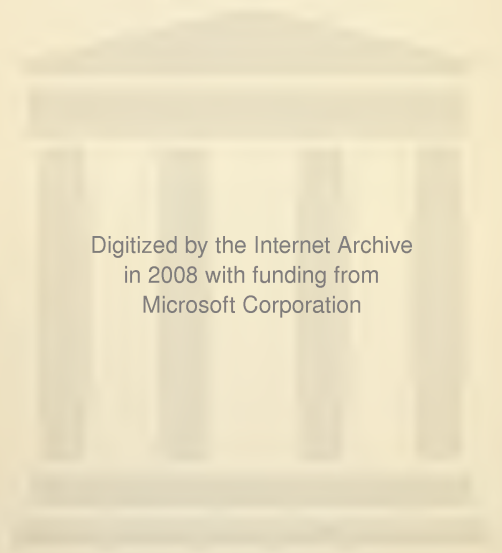 Digitized by the Internet Archive
in 2008 with funding from
Microsoft Corporation